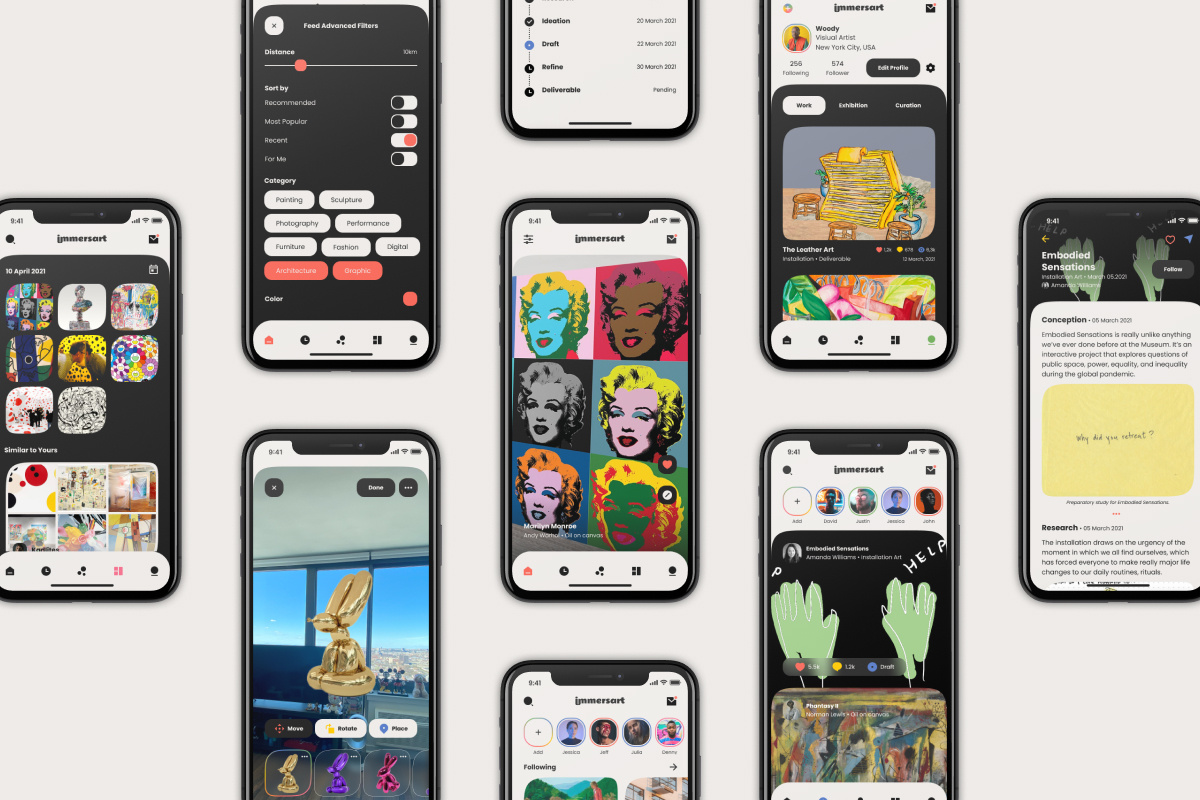 Feed Advanced Filters
Distance
10km
Sort by
Recommended
Most Popular
Recent
For Me
Category
Painting
Sculpture
Photography
Performance
Furniture
Fashion
Digital
Architecture
Graphic
Color
Ideation
20 March 2021
Draft
22 March 2021
Refine
30 March 2021
Deliverable
Pending
immersart
Woody
Visiual Artist
New York City, USA
256
Following
574
Follower
Edit Profile
Work
Exhibition
Curation
The Leather Art
Installation • Deliverable
1,2k
678
12 March, 2021
9:41
immersart
10 April 2021
Similar to Yours
9:41
immersart
Marilyn Monroe
Andy Warhol • Oil on canvas
9:41
HELP
H
Embodied
Sensations
Installation Art • March 05,2021
Amanda Williams
Follow
Conception • 05 March 2021
Embodied Sensations is really unlike anything
we've ever done before at the Museum. It's an
interactive project that explores questions of
public space, power, equality, and inequality
during the global pandemic.
Why did you retreat?
Preparatory study for Embodied Sensations.
Research • 05 March 2021
The installation draws on the urgency of the
moment in which we all find ourselves, which
has forced everyone to make really major life
changes to our daily routines, rituals.
9:41
Done
Move
Rotate
Place
9:41
immersart
Add
David
Justin
Jessica
John
Embodied Sensations
Amanda Williams • Installation Art
P
HELP
5.5k
1.2k
Draft
Phantasy II
Norman Lewis • Oil on canvas
9:41
immersart
Add
Jessica
Jeff
Julia
Denny
Following